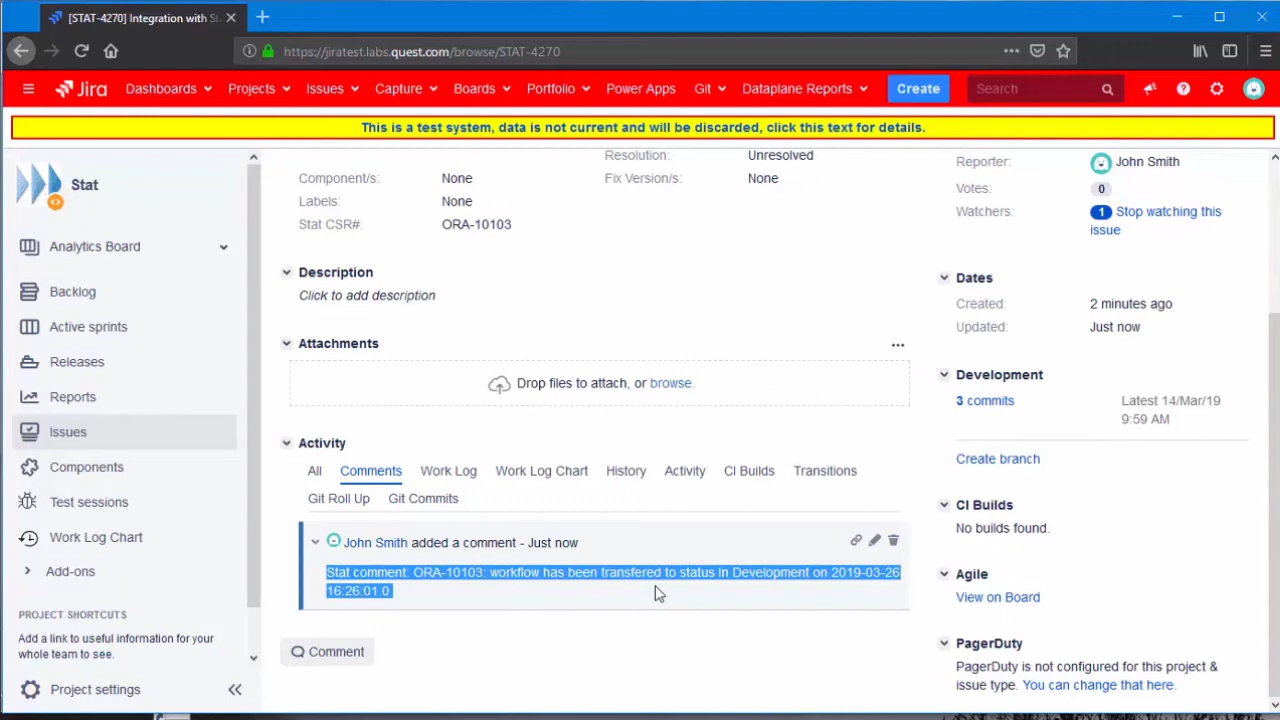 [STAT-4270] Integration with St
https://jiratest.labs.quest.com/browse/STAT-4270
Jira Dashboards Projects Issues Capture Boards Portfolio Power Apps Git Dataplane Reports Create Search
This is a test system, data is not current and will be discarded, click this text for details.
Stat
Analytics Board
Backlog
Active sprints
Releases
Reports
Issues
Components
Test sessions
Work Log Chart
Add-ons
PROJECT SHORTCUTS
Add a link to useful information for your
whole team to see.
Project settings
Resolution: Unresolved
Component/s: None Fix Version/s: None
Labels: None
Stat CSR#: ORA-10103
Description
Click to add description
Attachments
Drop files to attach, or browse.
Activity
All Comments Work Log Work Log Chart History Activity CI Builds Transitions
Git Roll Up Git Commits
John Smith added a comment - Just now
Stat comment: ORA-10103: workflow has been transfered to status in Development on 2019-03-26
16:26:01.0
Comment
Reporter: John Smith
Votes: 0
Watchers: 1 Stop watching this
issue
Dates
Created: 2 minutes ago
Updated: Just now
Development
3 commits Latest 14/Mar/19
9:59 AM
Create branch
CI Builds
No builds found.
Agile
View on Board
PagerDuty
PagerDuty is not configured for this project &
issue type. You can change that here.